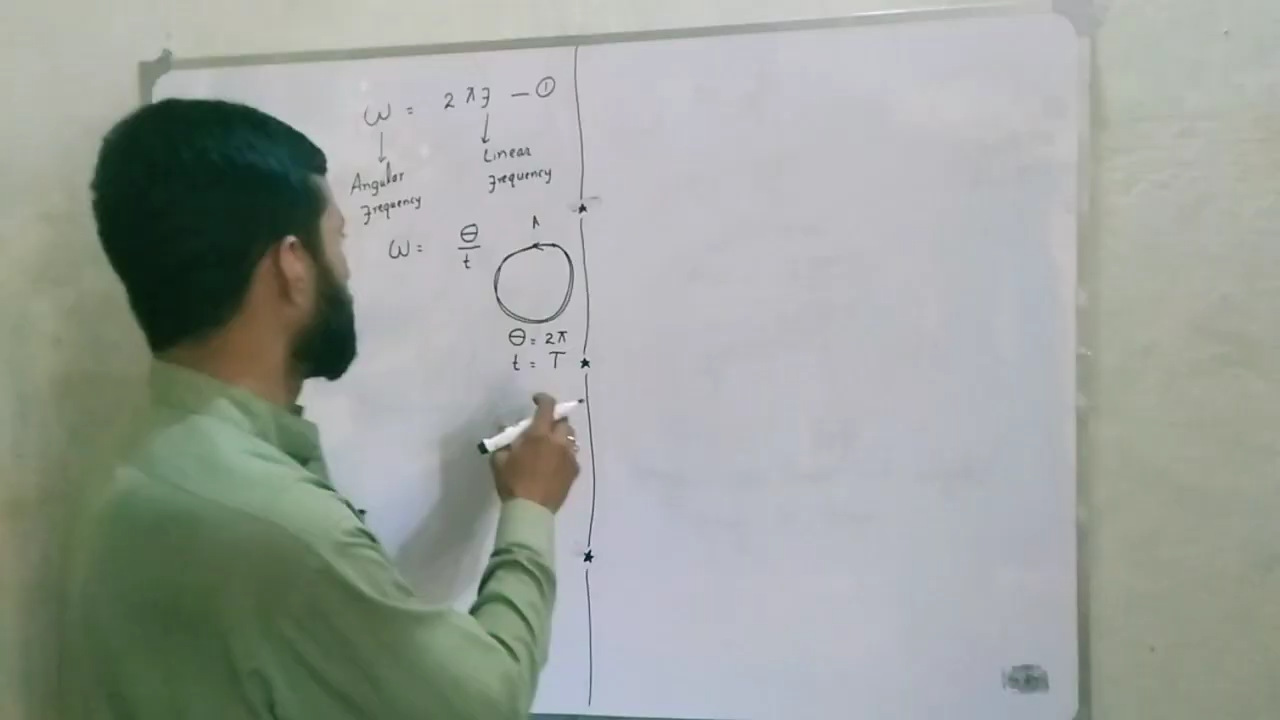 ω = 2πf — ①
Angular Frequency
Linear Frequency
ω = θ/t
θ = 2π
t = T